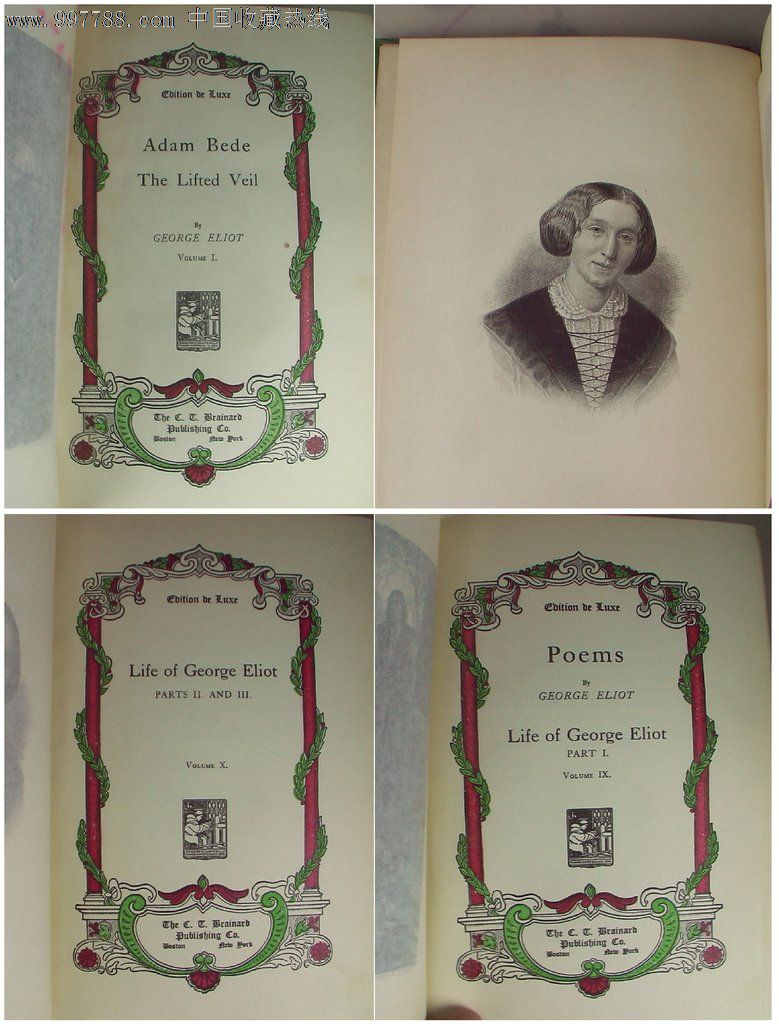 www.997788.com 中国收藏热线
Edition de Luxe
Adam Bede
The Lifted Veil
By
GEORGE ELIOT
VOLUME I.
The C. T. Brainard
Publishing Co.
Boston New York
Edition de Luxe
Life of George Eliot
PARTS II. AND III.
VOLUME X.
The C. T. Brainard
Publishing Co.
Boston New York
Edition de Luxe
Poems
By
GEORGE ELIOT
Life of George Eliot
PART I.
VOLUME IX.
The C. T. Brainard
Publishing Co.
Boston New York